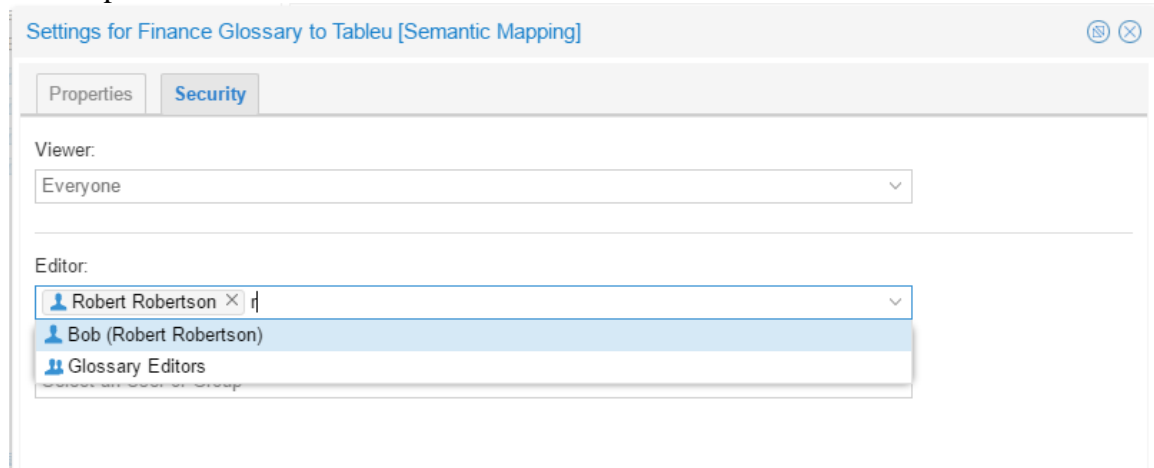 Settings for Finance Glossary to Tableu [Semantic Mapping]
Properties Security
Viewer:
Everyone
Editor:
Robert Robertson r
Bob (Robert Robertson)
Glossary Editors